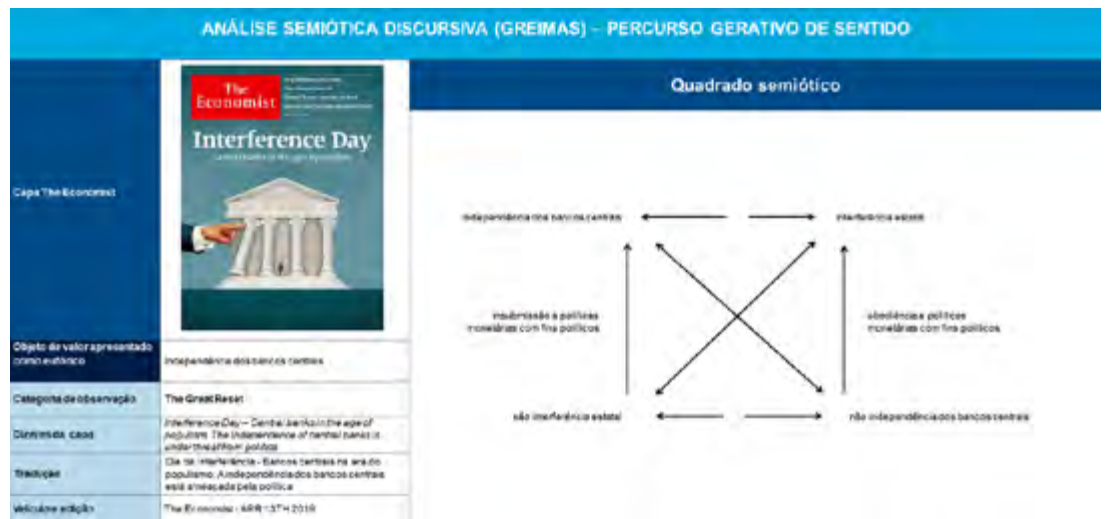 ANÁLISE SEMIÓTICA DISCURSIVA (GREIMAS) – PERCURSO GERATIVO DE SENTIDO
Quadrado semiótico
Capa The Economist
The
Economist
Interference Day
independência dos bancos centrais
interferência estatal
insubmissão a políticas
monetárias com fins políticos
obediência a políticas
monetárias com fins políticos
não interferência estatal
não independência dos bancos centrais
Objeto de valor apresentado
como eufórico
Independência dos bancos centrais
Categoria de observação
The Great Reset
capa
Interference Day – Central banks in the age of
populism. The independence of central banks is
under threat from politics
Tradução
Dia da Interferência - Bancos centrais na era do
populismo. A independência dos bancos centrais
está ameaçada pela política
edição
The Economist - APR 13TH 2019